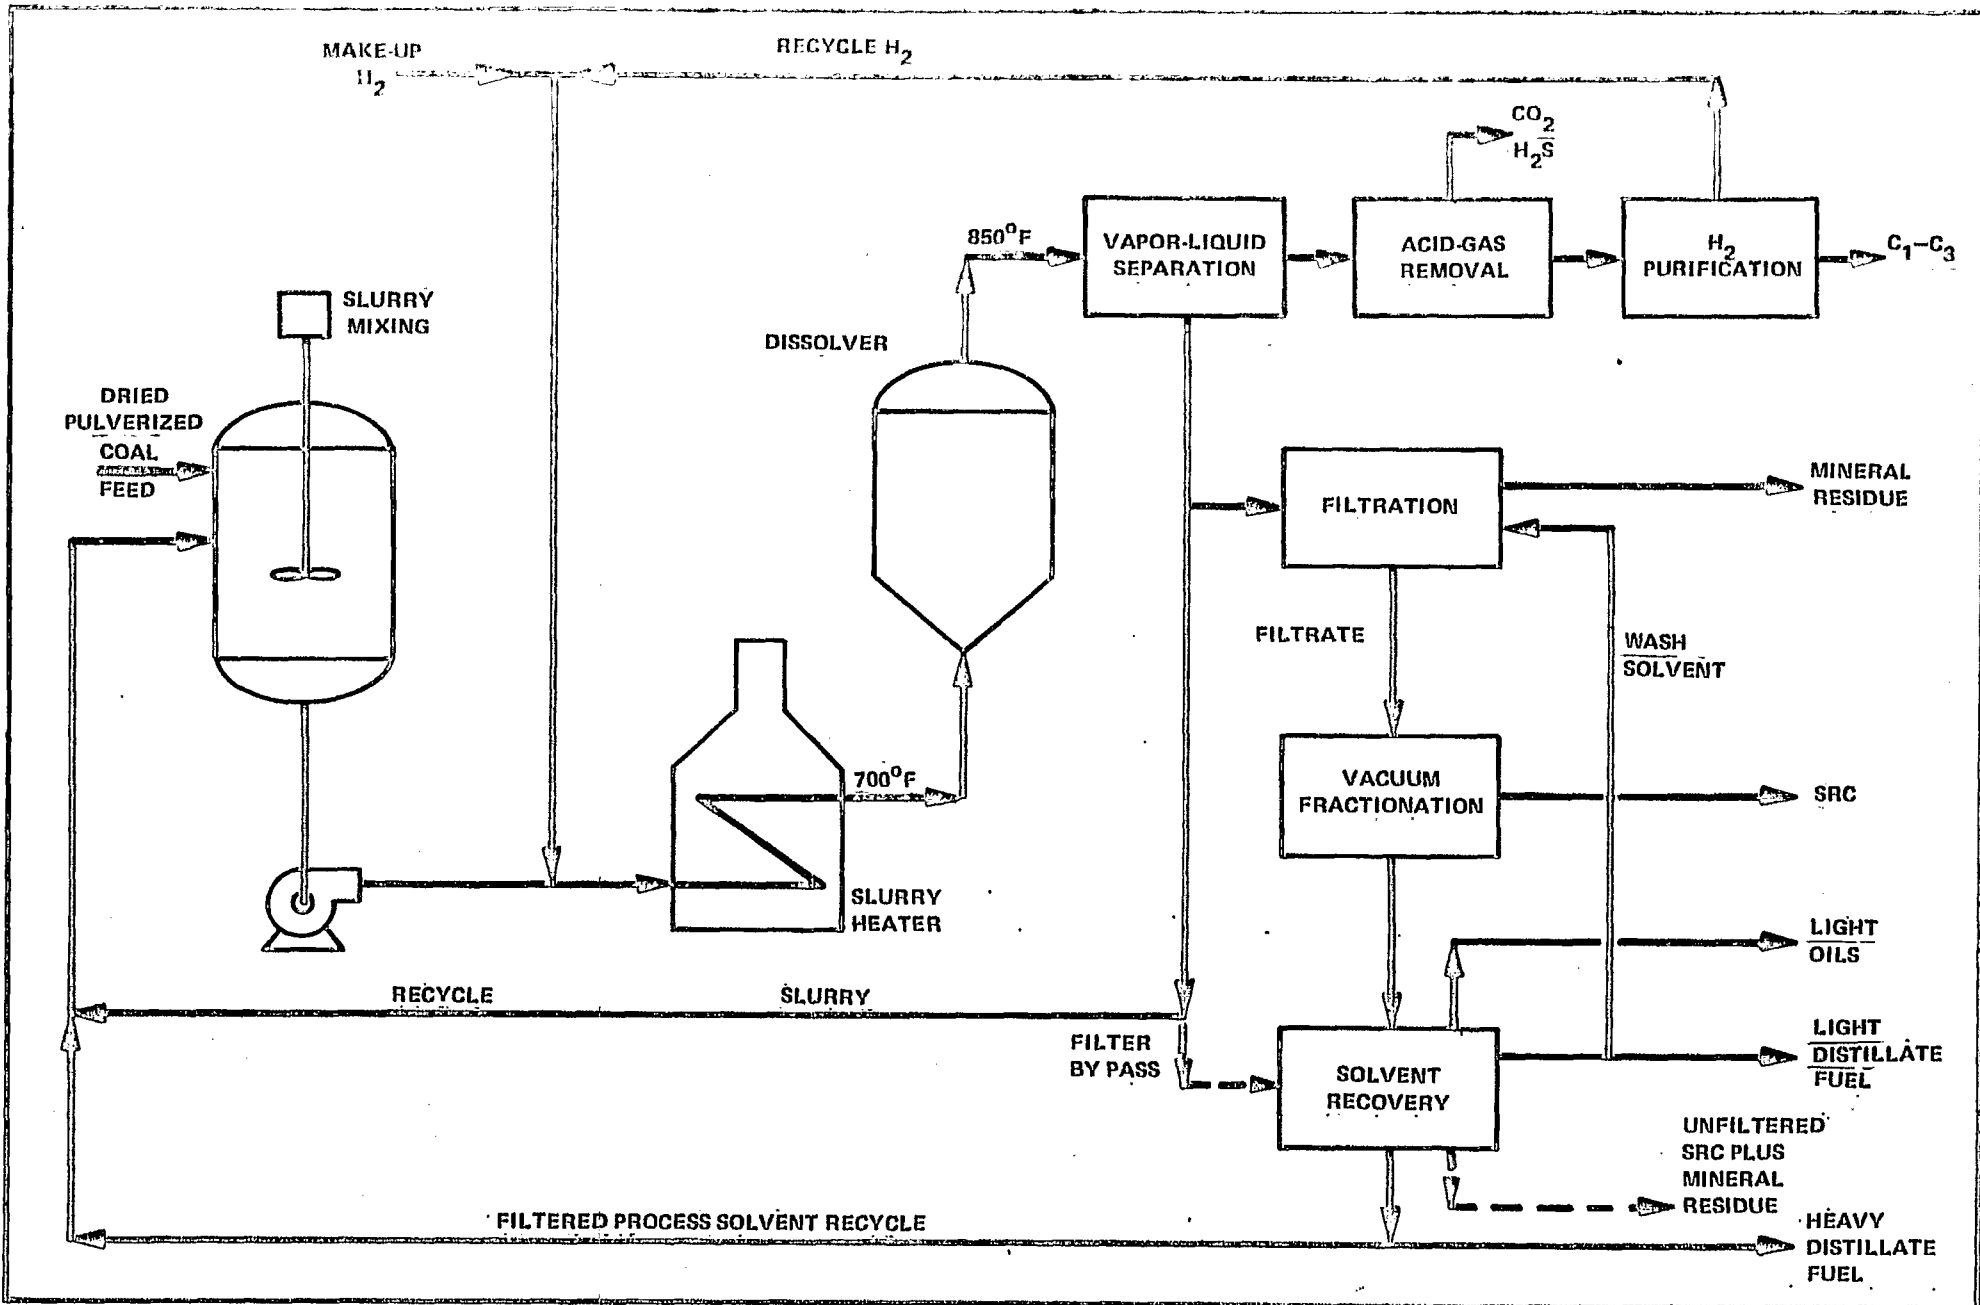 MAKE-UP
H2
RECYCLE H2
CO2
H2S
850°F
VAPOR-LIQUID
SEPARATION
ACID-GAS
REMOVAL
H2
PURIFICATION
C1-C3
SLURRY
MIXING
DISSOLVER
DRIED
PULVERIZED
COAL
FEED
FILTRATION
MINERAL
RESIDUE
FILTRATE
WASH
SOLVENT
700°F
VACUUM
FRACTIONATION
SRC
SLURRY
HEATER
LIGHT
OILS
RECYCLE SLURRY
FILTER
BY PASS
SOLVENT
RECOVERY
LIGHT
DISTILLATE
FUEL
UNFILTERED
SRC PLUS
MINERAL
RESIDUE
FILTERED PROCESS SOLVENT RECYCLE
HEAVY
DISTILLATE
FUEL